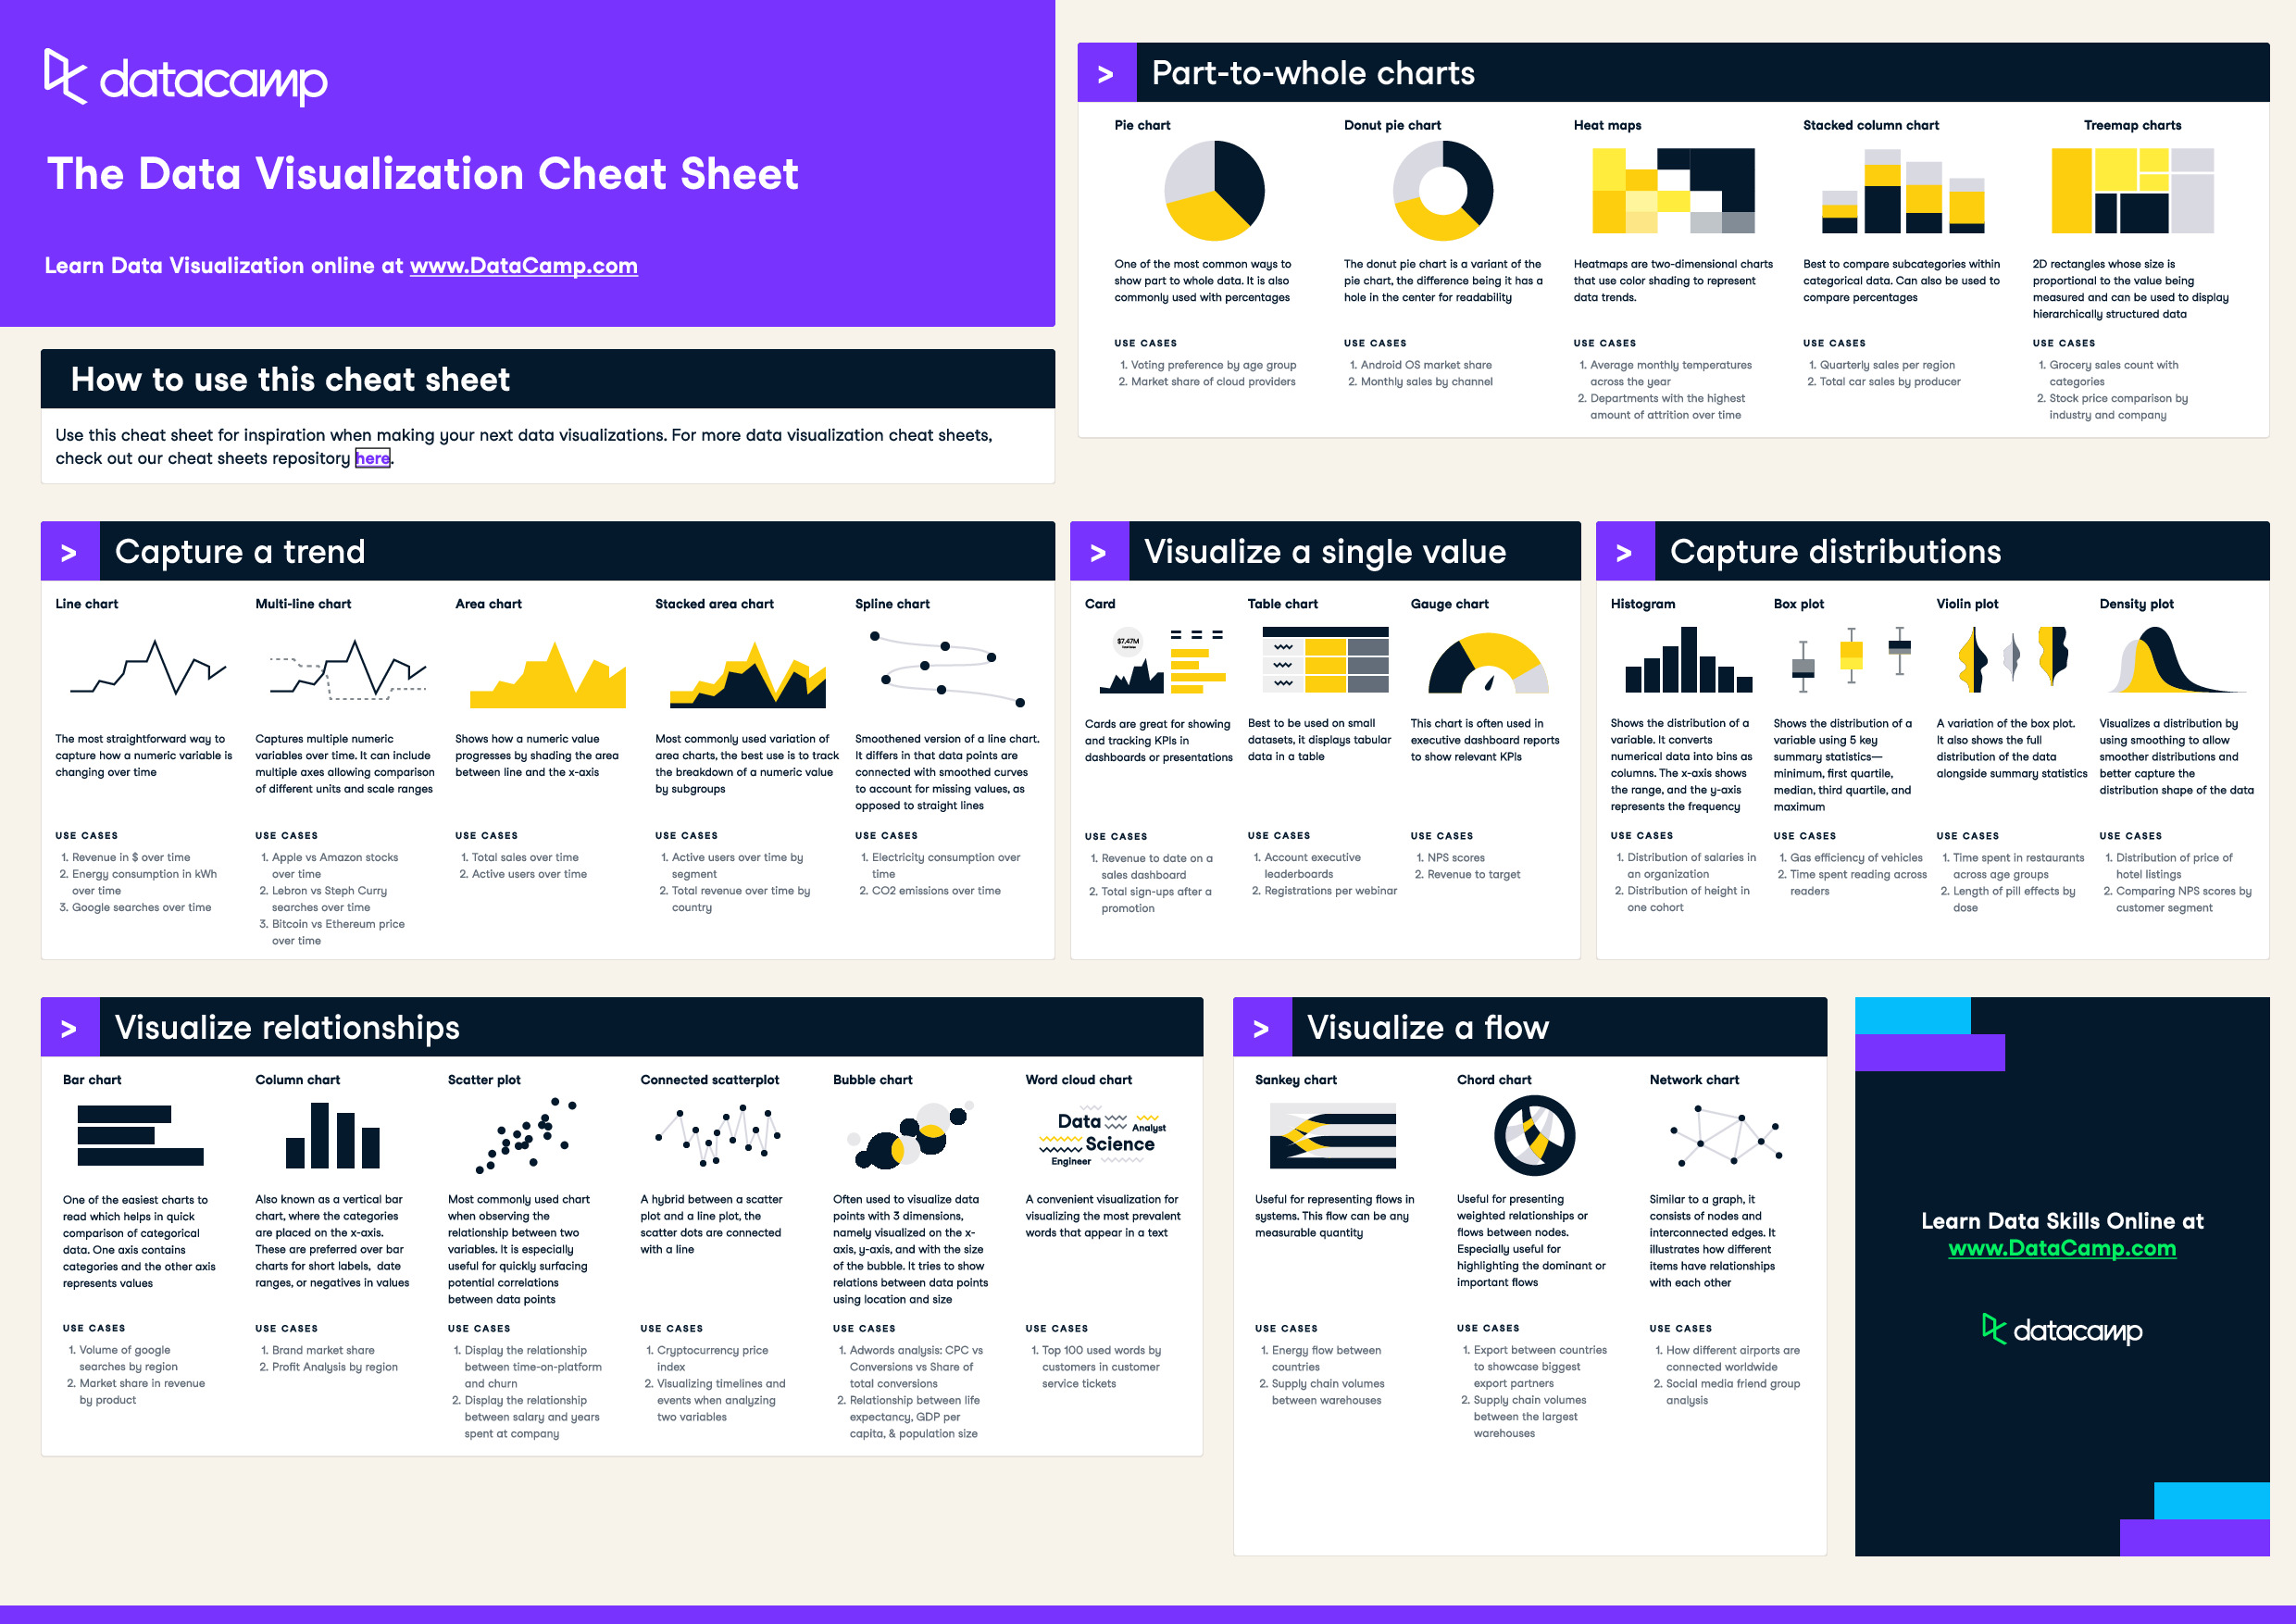 datacamp
The Data Visualization Cheat Sheet
Learn Data Visualization online at www.DataCamp.com
How to use this cheat sheet
Use this cheat sheet for inspiration when making your next data visualizations. For more data visualization cheat sheets,
check out our cheat sheets repository here.
> Part-to-whole charts
Pie chart
One of the most common ways to
show part to whole data. It is also
commonly used with percentages
USE CASES
1. Voting preference by age group
2. Market share of cloud providers
Donut pie chart
The donut pie chart is a variant of the
pie chart, the difference being it has a
hole in the center for readability
USE CASES
1. Android OS market share
2. Monthly sales by channel
Heat maps
Heatmaps are two-dimensional charts
that use color shading to represent
data trends.
USE CASES
1. Average monthly temperatures
across the year
2. Departments with the highest
amount of attrition over time
Stacked column chart
Best to compare subcategories within
categorical data. Can also be used to
compare percentages
USE CASES
1. Quarterly sales per region
2. Total car sales by producer
Treemap charts
2D rectangles whose size is
proportional to the value being
measured and can be used to display
hierarchically structured data
USE CASES
1. Grocery sales count with
categories
2. Stock price comparison by
industry and company
> Capture a trend
Line chart
The most straightforward way to
capture how a numeric variable is
changing over time
USE CASES
1. Revenue in $ over time
2. Energy consumption in kWh
over time
3. Google searches over time
Multi-line chart
Captures multiple numeric
variables over time. It can include
multiple axes allowing comparison
of different units and scale ranges
USE CASES
1. Apple vs Amazon stocks
over time
2. Lebron vs Steph Curry
searches over time
3. Bitcoin vs Ethereum price
over time
Area chart
Shows how a numeric value
progresses by shading the area
between line and the x-axis
USE CASES
1. Total sales over time
2. Active users over time
Stacked area chart
Most commonly used variation of
area charts, the best use is to track
the breakdown of a numeric value
by subgroups
USE CASES
1. Active users over time by
segment
2. Total revenue over time by
country
Spline chart
Smoothened version of a line chart.
It differs in that data points are
connected with smoothed curves
to account for missing values, as
opposed to straight lines
USE CASES
1. Electricity consumption over
time
2. CO2 emissions over time
> Visualize a single value
Card
$7.47M
Cards are great for showing
and tracking KPIs in
dashboards or presentations
USE CASES
1. Revenue to date on a
sales dashboard
2. Total sign-ups after a
promotion
Table chart
Best to be used on small
datasets, it displays tabular
data in a table
USE CASES
1. Account executive
leaderboards
2. Registrations per webinar
Gauge chart
This chart is often used in
executive dashboard reports
to show relevant KPIs
USE CASES
1. NPS scores
2. Revenue to target
> Capture distributions
Histogram
Shows the distribution of a
variable. It converts
numerical data into bins as
columns. The x-axis shows
the range, and the y-axis
represents the frequency
USE CASES
1. Distribution of salaries in
an organization
2. Distribution of height in
one cohort
Box plot
Shows the distribution of a
variable using 5 key
summary statistics—
minimum, first quartile,
median, third quartile, and
maximum
USE CASES
1. Gas efficiency of vehicles
2. Time spent reading across
readers
Violin plot
A variation of the box plot.
It also shows the full
distribution of the data
alongside summary statistics
USE CASES
1. Time spent in restaurants
across age groups
2. Length of pill effects by
dose
Density plot
Visualizes a distribution by
using smoothing to allow
smoother distributions and
better capture the
distribution shape of the data
USE CASES
1. Distribution of price of
hotel listings
2. Comparing NPS scores by
customer segment
> Visualize relationships
Bar chart
One of the easiest charts to
read which helps in quick
comparison of categorical
data. One axis contains
categories and the other axis
represents values
USE CASES
1. Volume of google
searches by region
2. Market share in revenue
by product
Column chart
Also known as a vertical bar
chart, where the categories
are placed on the x-axis.
These are preferred over bar
charts for short labels, date
ranges, or negatives in values
USE CASES
1. Brand market share
2. Profit Analysis by region
Scatter plot
Most commonly used chart
when observing the
relationship between two
variables. It is especially
useful for quickly surfacing
potential correlations
between data points
USE CASES
1. Display the relationship
between time-on-platform
and churn
2. Display the relationship
between salary and years
spent at company
Connected scatterplot
A hybrid between a scatter
plot and a line plot, the
scatter dots are connected
with a line
USE CASES
1. Cryptocurrency price
index
2. Visualizing timelines and
events when analyzing
two variables
Bubble chart
Often used to visualize data
points with 3 dimensions,
namely visualized on the x-
axis, y-axis, and with the size
of the bubble. It tries to show
relations between data points
using location and size
USE CASES
1. Adwords analysis: CPC vs
Conversions vs Share of
total conversions
2. Relationship between life
expectancy, GDP per
capita, & population size
Word cloud chart
Data
Analyst
Science
Engineer
A convenient visualization for
visualizing the most prevalent
words that appear in a text
USE CASES
1. Top 100 used words by
customers in customer
service tickets
> Visualize a flow
Sankey chart
Useful for representing flows in
systems. This flow can be any
measurable quantity
USE CASES
1. Energy flow between
countries
2. Supply chain volumes
between warehouses
Chord chart
Useful for presenting
weighted relationships or
flows between nodes.
Especially useful for
highlighting the dominant or
important flows
USE CASES
1. Export between countries
to showcase biggest
export partners
2. Supply chain volumes
between the largest
warehouses
Network chart
Similar to a graph, it
consists of nodes and
interconnected edges. It
illustrates how different
items have relationships
with each other
USE CASES
1. How different airports are
connected worldwide
2. Social media friend group
analysis
Learn Data Skills Online at
www.DataCamp.com
datacamp